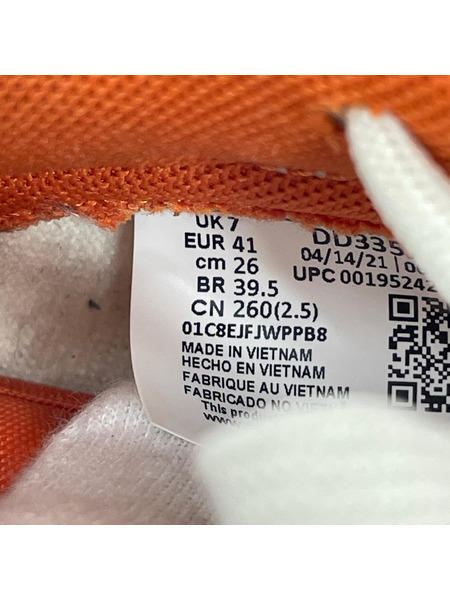 UK 7
EUR 41
cm 26
BR 39.5
CN 260(2.5)
01C8EJFJWPPB8
MADE IN VIETNAM
HECHO EN VIETNAM
FABRIQUE AU VIETNAM
FABRICADO NO VIETNAM
This
DD335
04/14/21
UPC 00195242